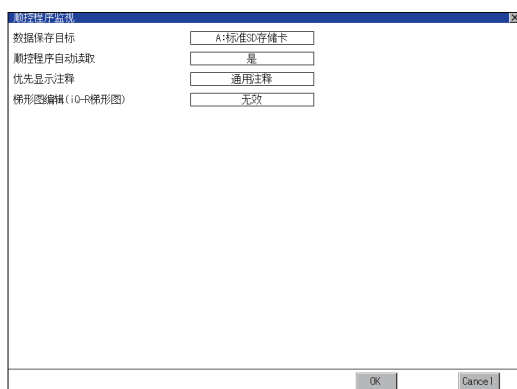 顺控程序监视
数据保存目标 A:标准SD存储卡
顺控程序自动读取 是
优先显示注释 通用注释
梯形图编辑(iQ-R梯形图) 无效
OK Cancel